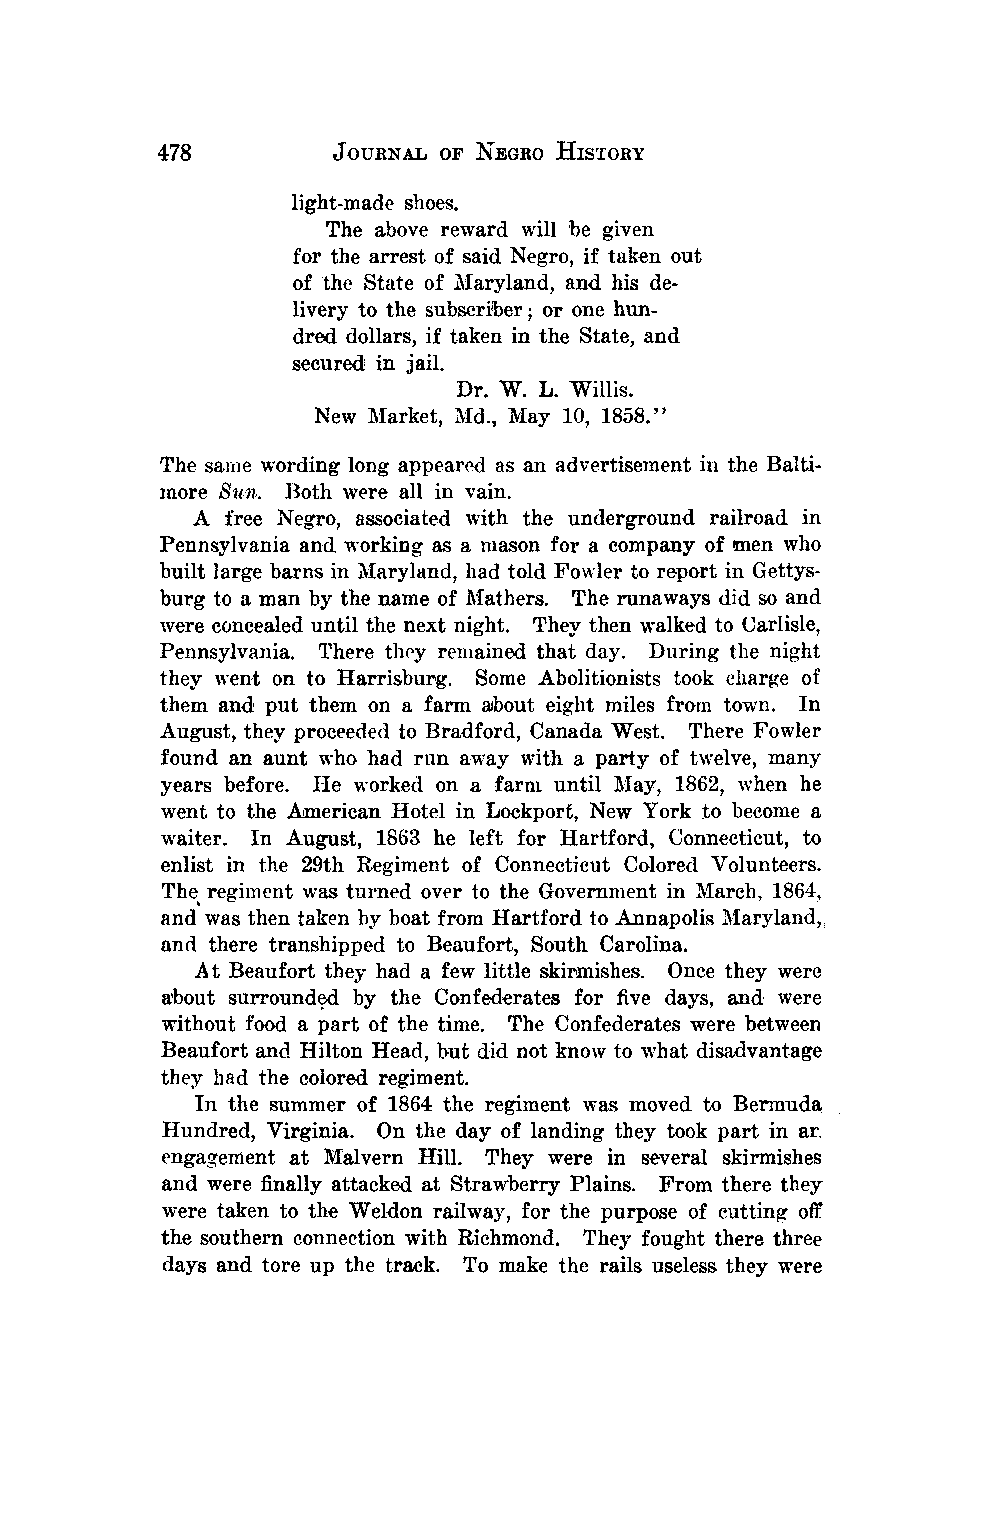 478 JOURNAL OF NEGRO HISTORY
light-made shoes.
The above reward will be given
for the arrest of said Negro, if taken out
of the State of Maryland, and his de-
livery to the subscriber; or one hun-
dred dollars, if taken in the State, and
secured in jail.
Dr. W. L. Willis.
New Market, Md., May 10, 1858."
The same wording long appeared as an advertisement in the Balti-
more Sun. Both were all in vain.
A free Negro, associated with the underground railroad in
Pennsylvania and working as a mason for a company of men who
built large barns in Maryland, had told Fowler to report in Gettys-
burg to a man by the name of Mathers. The runaways did so and
were concealed until the next night. They then walked to Carlisle,
Pennsylvania. There they remained that day. During the night
they went on to Harrisburg. Some Abolitionists took charge of
them and put them on a farm about eight miles from town. In
August, they proceeded to Bradford, Canada West. There Fowler
found an aunt who had run away with a party of twelve, many
years before. He worked on a farm until May, 1862, when he
went to the American Hotel in Lockport, New York to become a
waiter. In August, 1863 he left for Hartford, Connecticut, to
enlist in the 29th Regiment of Connecticut Colored Volunteers.
The regiment was turned over to the Government in March, 1864,
and was then taken by boat from Hartford to Annapolis Maryland,
and there transhipped to Beaufort, South Carolina.
At Beaufort they had a few little skirmishes. Once they were
about surrounded by the Confederates for five days, and were
without food a part of the time. The Confederates were between
Beaufort and Hilton Head, but did not know to what disadvantage
they had the colored regiment.
In the summer of 1864 the regiment was moved to Bermuda
Hundred, Virginia. On the day of landing they took part in an
engagement at Malvern Hill. They were in several skirmishes
and were finally attacked at Strawberry Plains. From there they
were taken to the Weldon railway, for the purpose of cutting off
the southern connection with Richmond. They fought there three
days and tore up the track. To make the rails useless they were